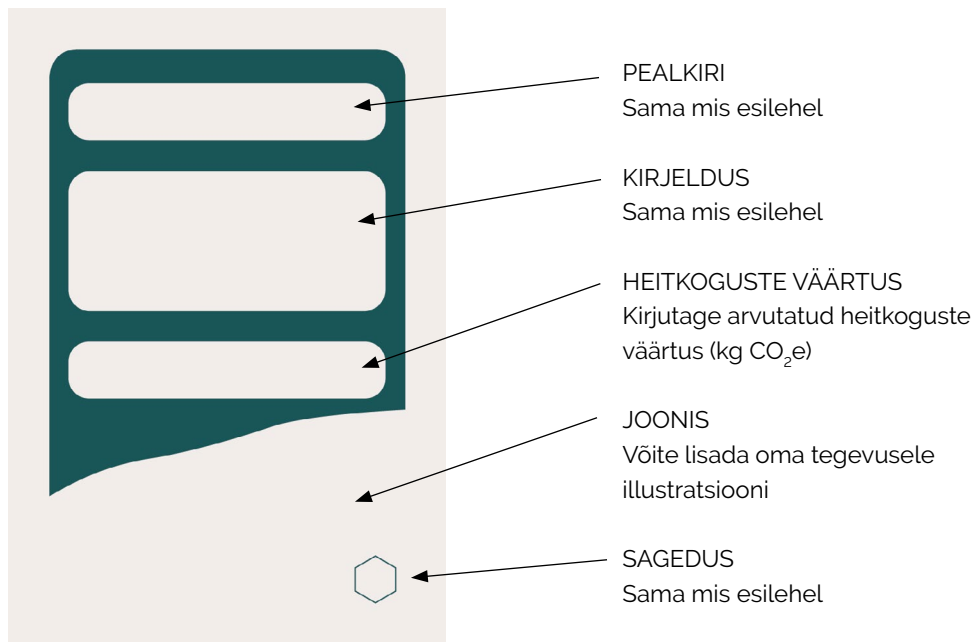 PEALKIRI
Sama mis esilehel
KIRJELDUS
Sama mis esilehel
HEITKOGUSTE VÄÄRTUS
Kirjutage arvutatud heitkoguste
väärtus (kg CO₂e)
JOONIS
Võite lisada oma tegevusele
illustratsiooni
SAGEDUS
Sama mis esilehel